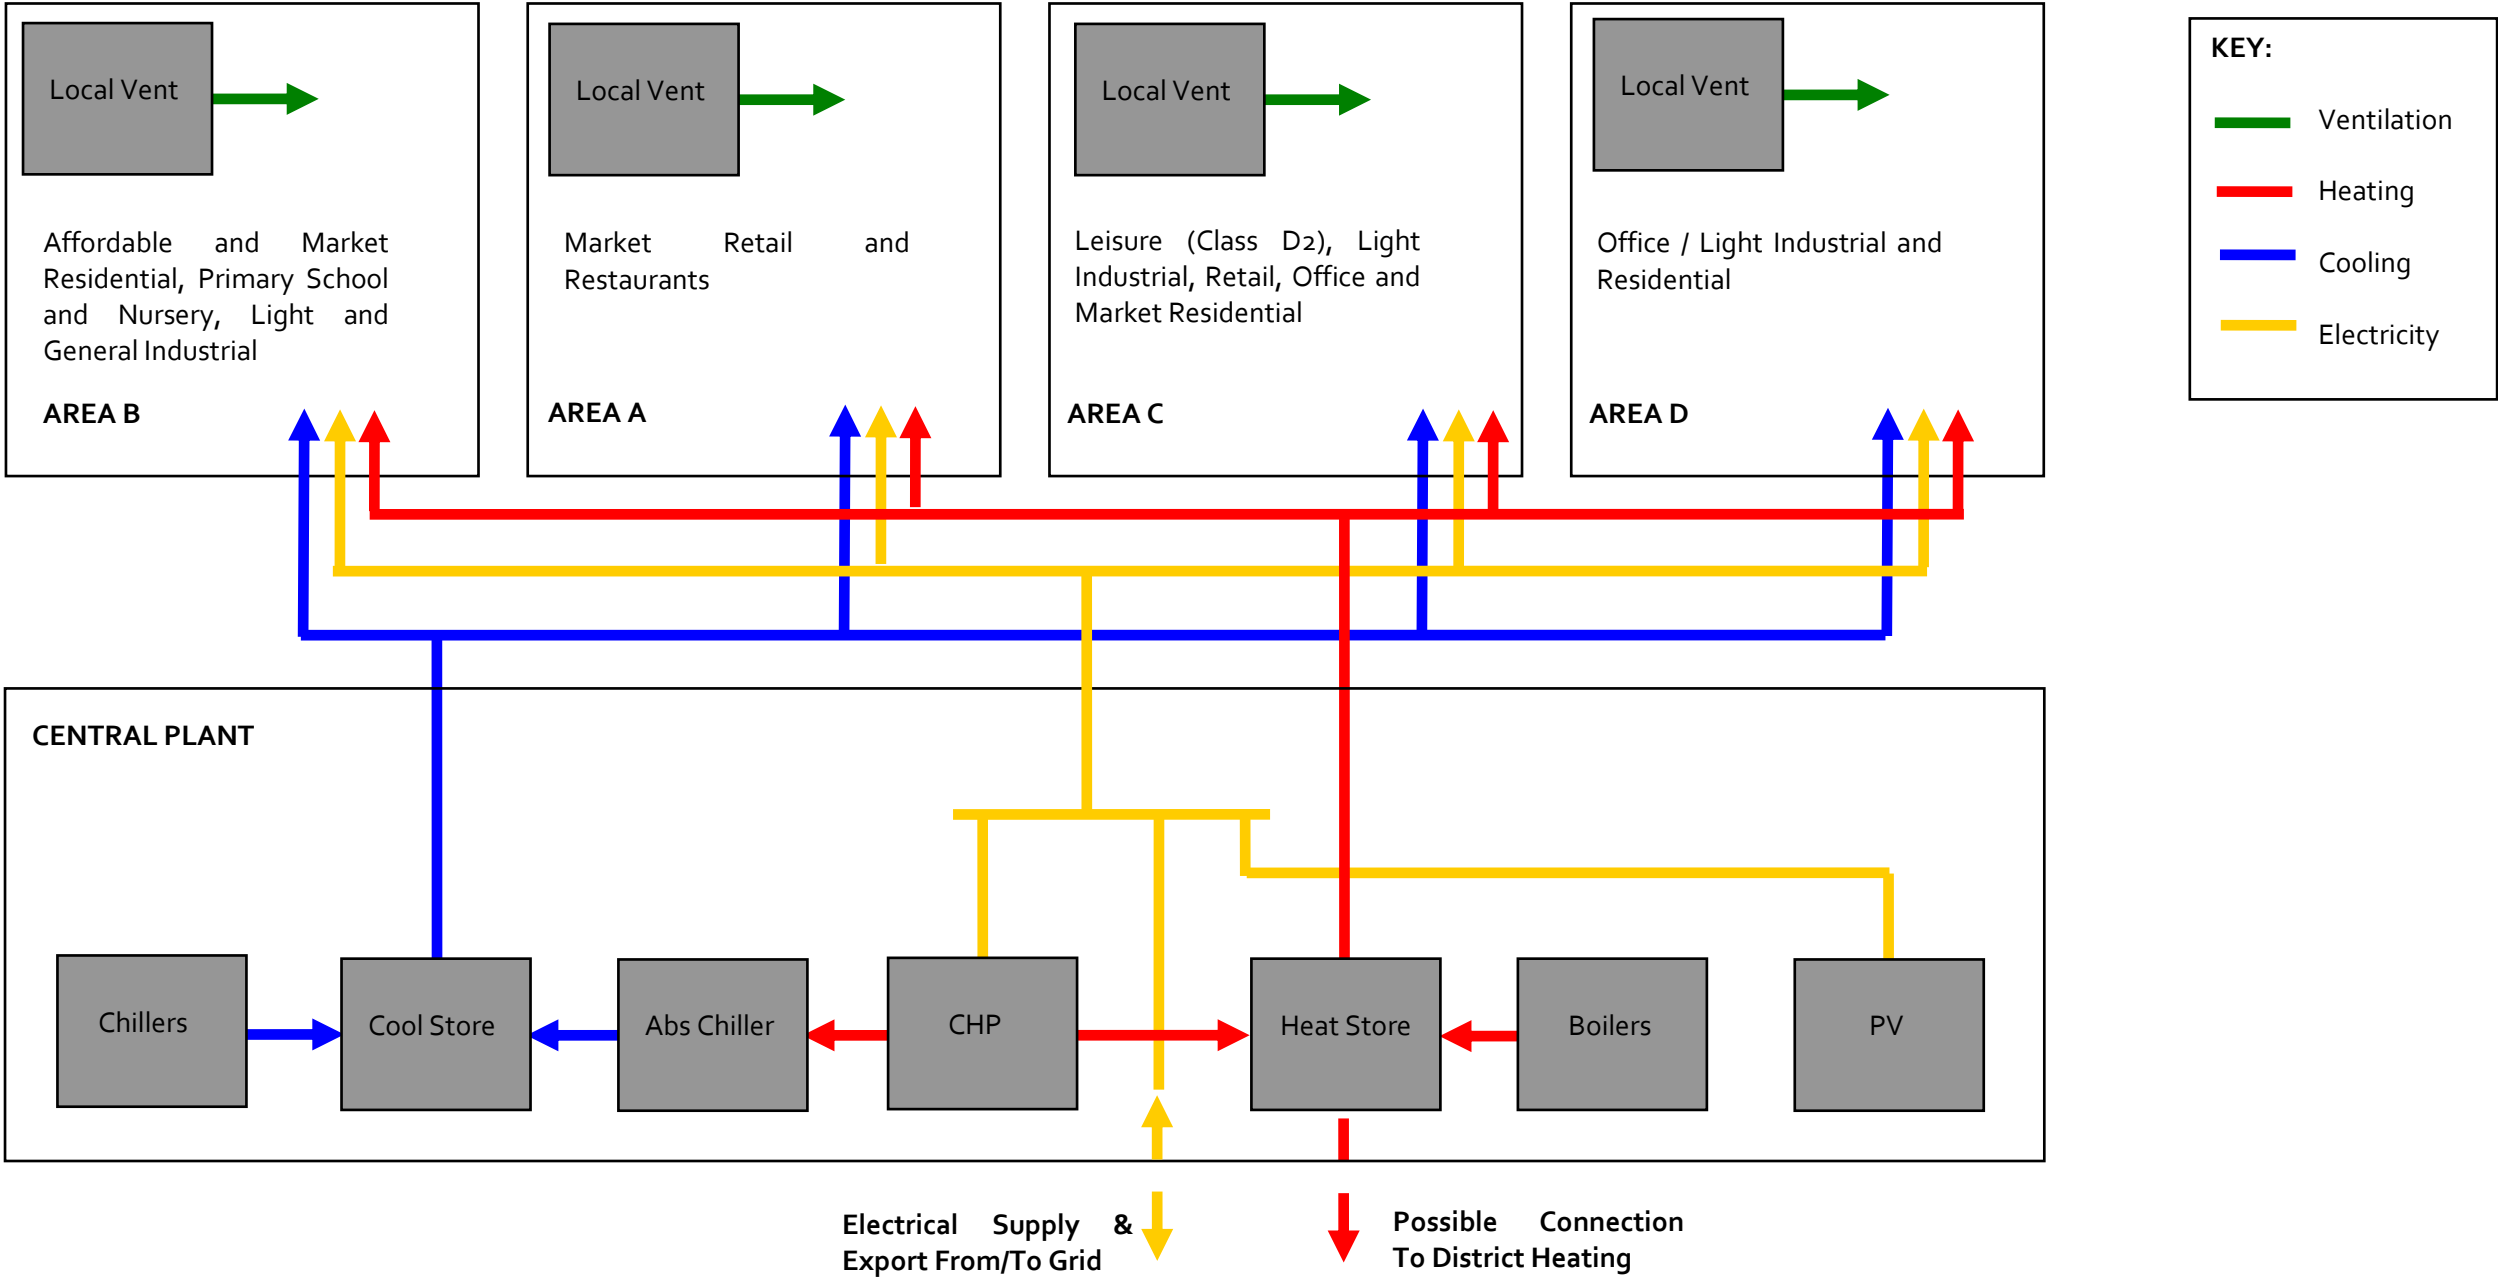 Local Vent
Affordable and Market
Residential, Primary School
and Nursery, Light and
General Industrial
AREA B
Local Vent
Market Retail and
Restaurants
AREA A
Local Vent
Leisure (Class D2), Light
Industrial, Retail, Office and
Market Residential
AREA C
Local Vent
Office / Light Industrial and
Residential
AREA D
KEY:
Ventilation
Heating
Cooling
Electricity
CENTRAL PLANT
Chillers
Cool Store
Abs Chiller
CHP
Heat Store
Boilers
PV
Electrical Supply &
Export From/To Grid
Possible Connection
To District Heating